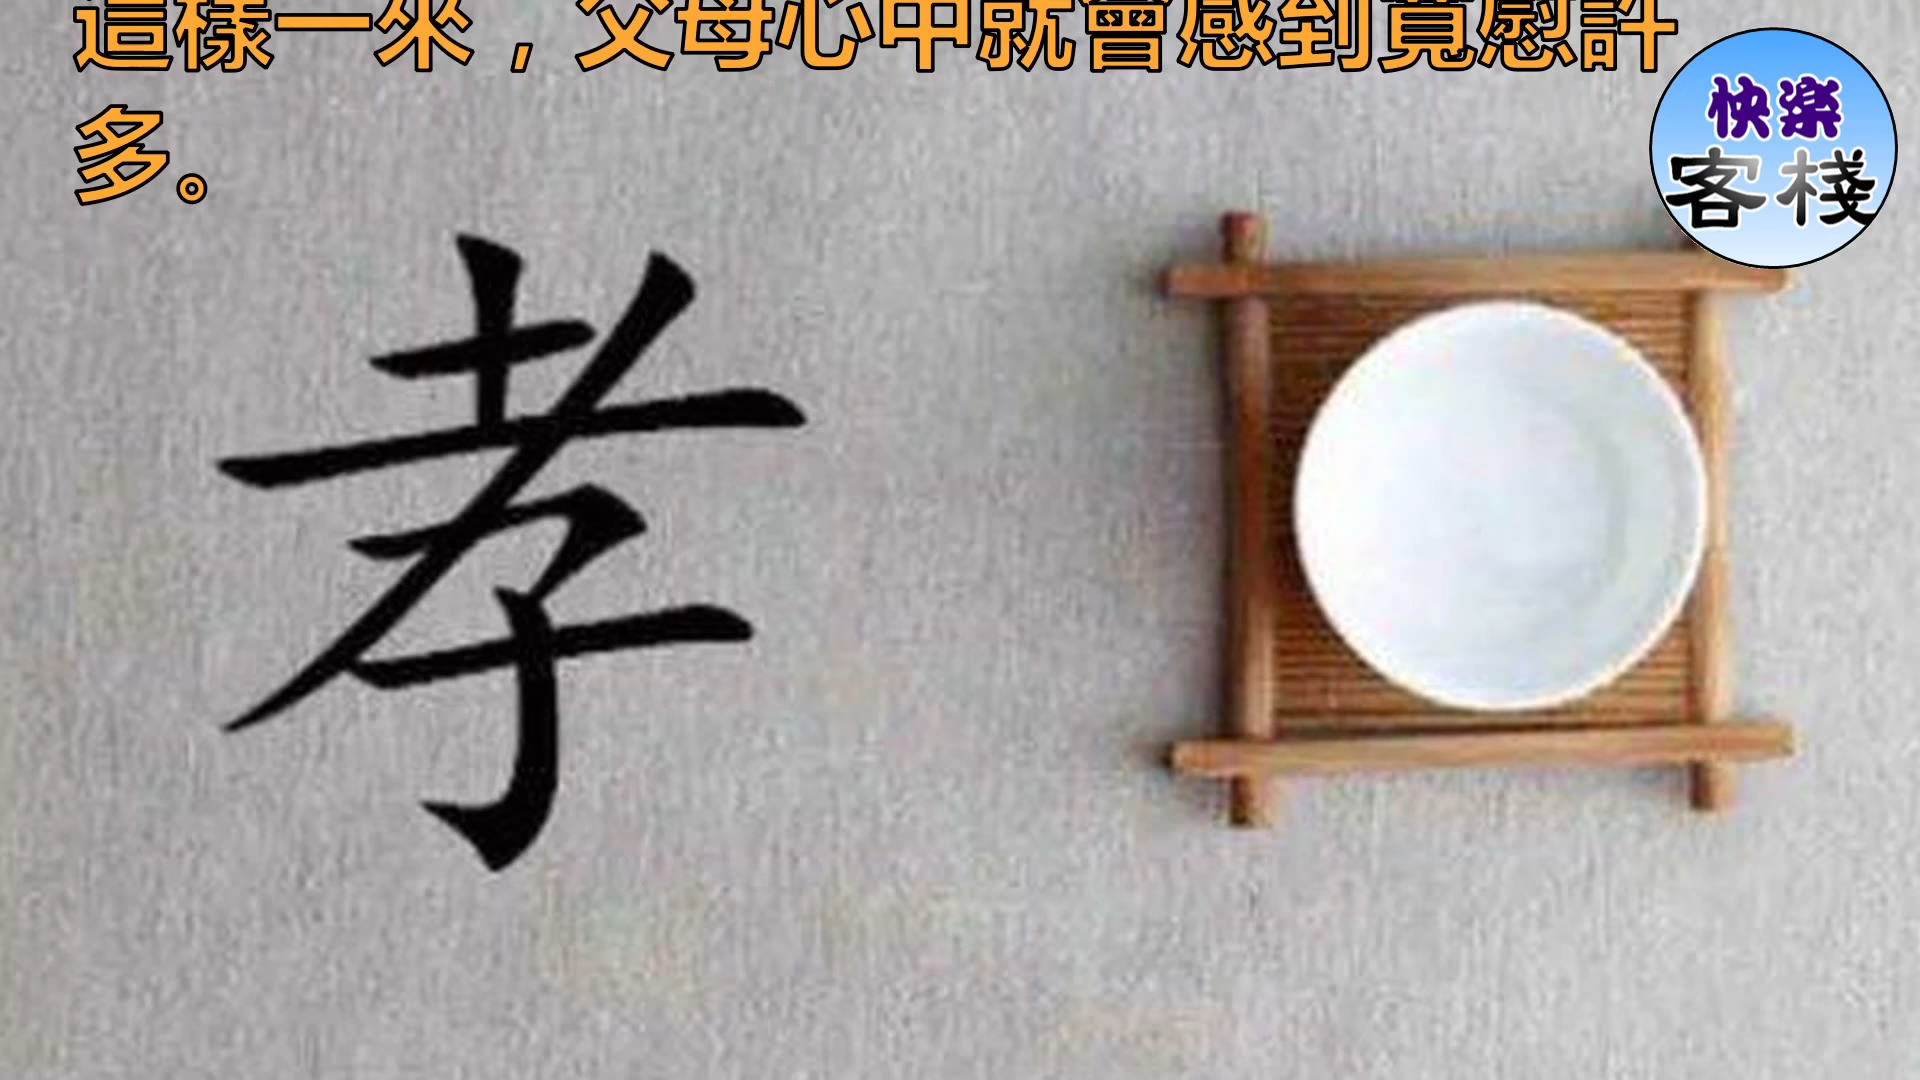 這樣一來，父母心中就會感到寬慰許
多。
快樂
客棧
孝